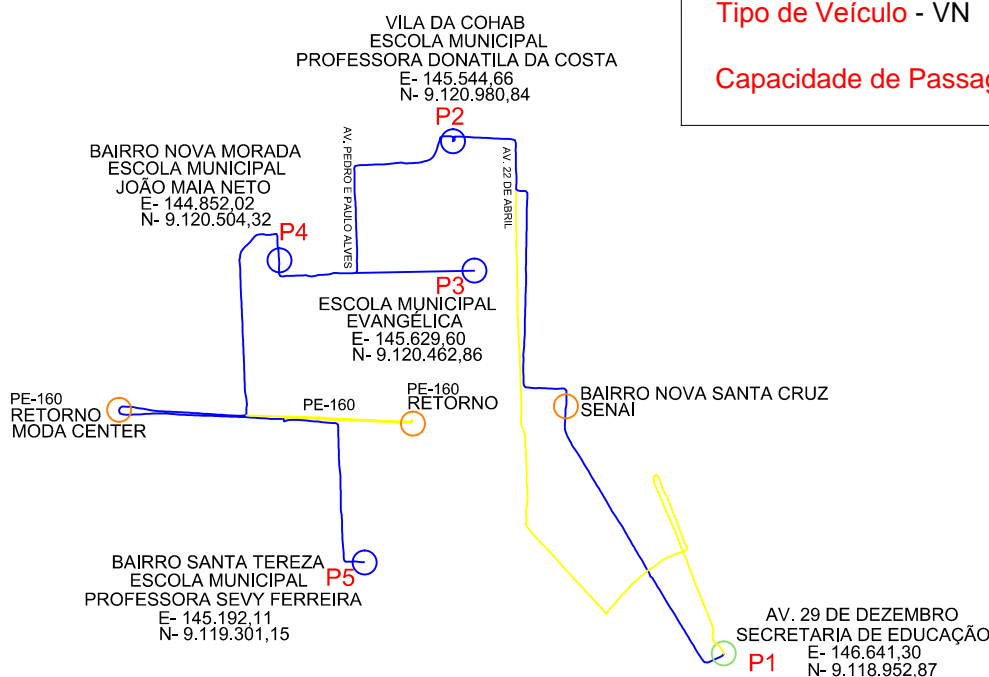 Tipo de Veículo - VN
Capacidade de
VILA DA COHAB
ESCOLA MUNICIPAL
PROFESSORA DONATILA DA COSTA
E- 145.544,66
N- 9.120.980,84
P2
AV. PEDRO E PAULO ALVES
AV. 22 DE ABRIL
BAIRRO NOVA MORADA
ESCOLA MUNICIPAL
JOÃO MAIA NETO
E- 144.852,02
N- 9.120.504,32
P4
P3
ESCOLA MUNICIPAL
EVANGÉLICA
E- 145.629,60
N- 9.120.462,86
PE-160
RETORNO
MODA CENTER
PE-160
PE-160
RETORNO
BAIRRO NOVA SANTA CRUZ
SENAI
BAIRRO SANTA TEREZA
ESCOLA MUNICIPAL
PROFESSORA SEVY FERREIRA
E- 145.192,11
N- 9.119.301,15
P5
AV. 29 DE DEZEMBRO
SECRETARIA DE EDUCAÇÃO
E- 146.641,30
N- 9.118.952,87
P1